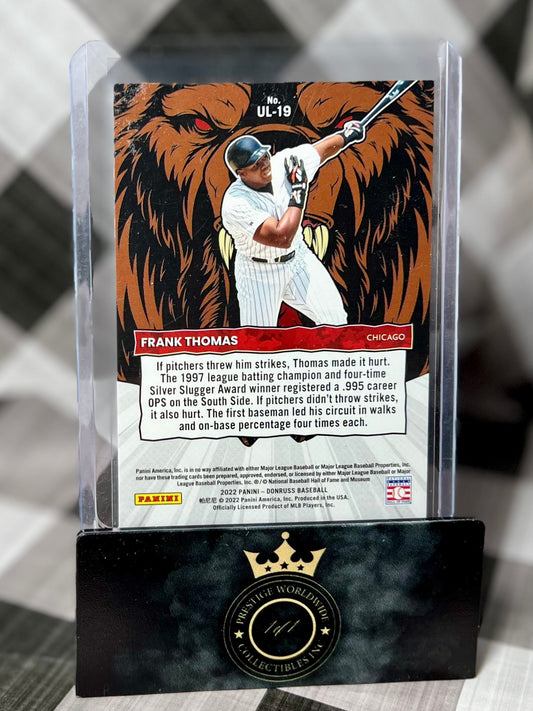 No.
UL-19
FRANK THOMAS
CHICAGO
If pitchers threw him strikes, Thomas made it hurt.
The 1997 league batting champion and four-time
Silver Slugger Award winner registered a .995 career
OPS on the South Side. If pitchers didn't throw strikes,
it also hurt. The first baseman led his circuit in walks
and on-base percentage four times each.
Panini America, Inc. is in no way affiliated with either Major League Baseball or Major League Baseball Properties, Inc.
nor have these trading cards been prepared, approved, endorsed, or licensed by either Major League Baseball or Major
League Baseball Properties, Inc. ®/© National Baseball Hall of Fame and Museum
PANINI
2022 PANINI – DONRUSS BASEBALL
帕尼尼 © 2022 Panini America, Inc. Produced in the USA.
Officially Licensed Product of MLB Players, Inc.
PRESTIGE WORLDWIDE
1of1
COLLECTIBLES INC